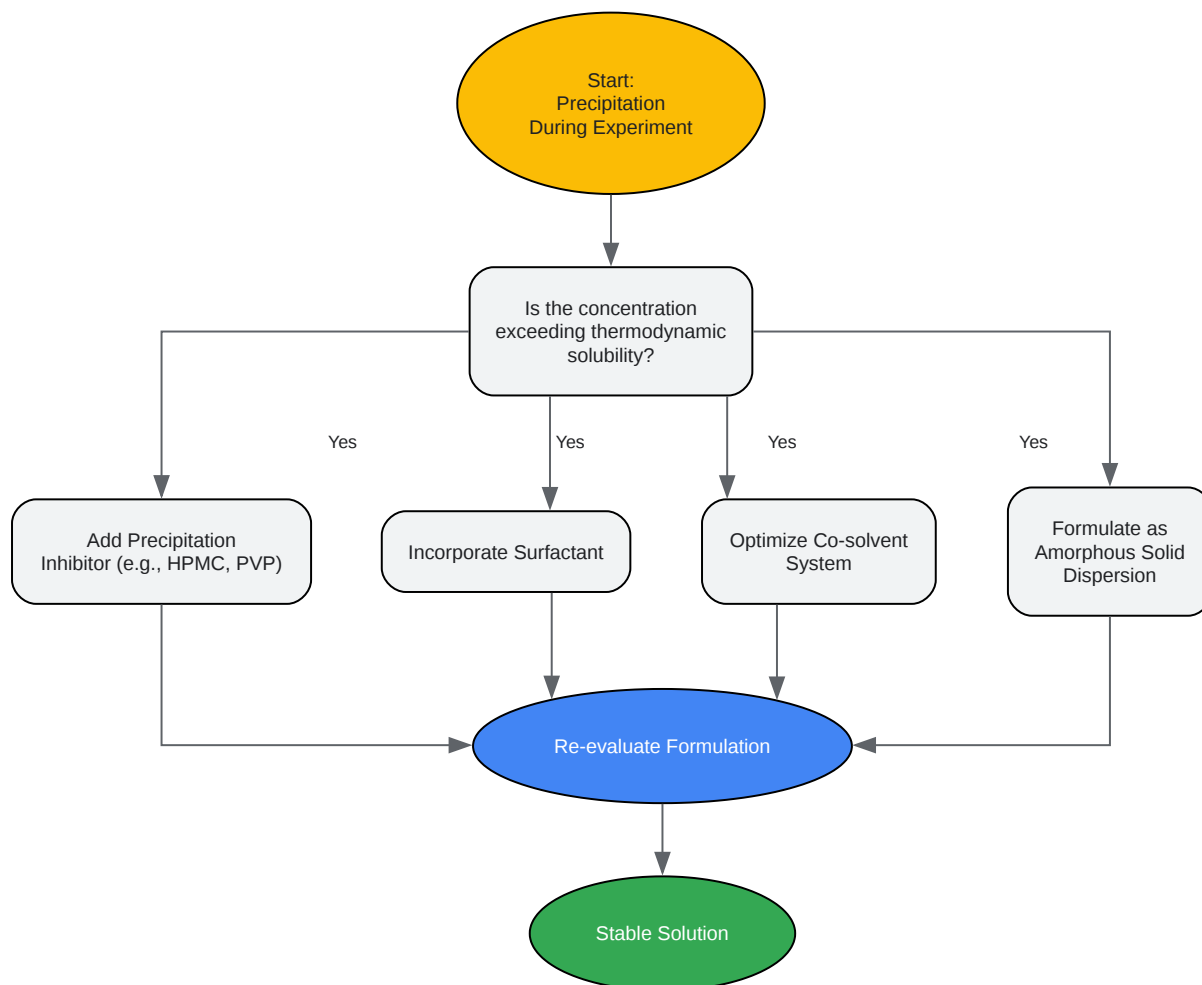 Start:
Precipitation
During Experiment
Is the concentration
exceeding thermodynamic
solubility?
Yes
Yes
Yes
Yes
Add Precipitation
Inhibitor (e.g., HPMC, PVP)
Incorporate Surfactant
Optimize Co-solvent
System
Formulate as
Amorphous Solid
Dispersion
Re-evaluate Formulation
Stable Solution